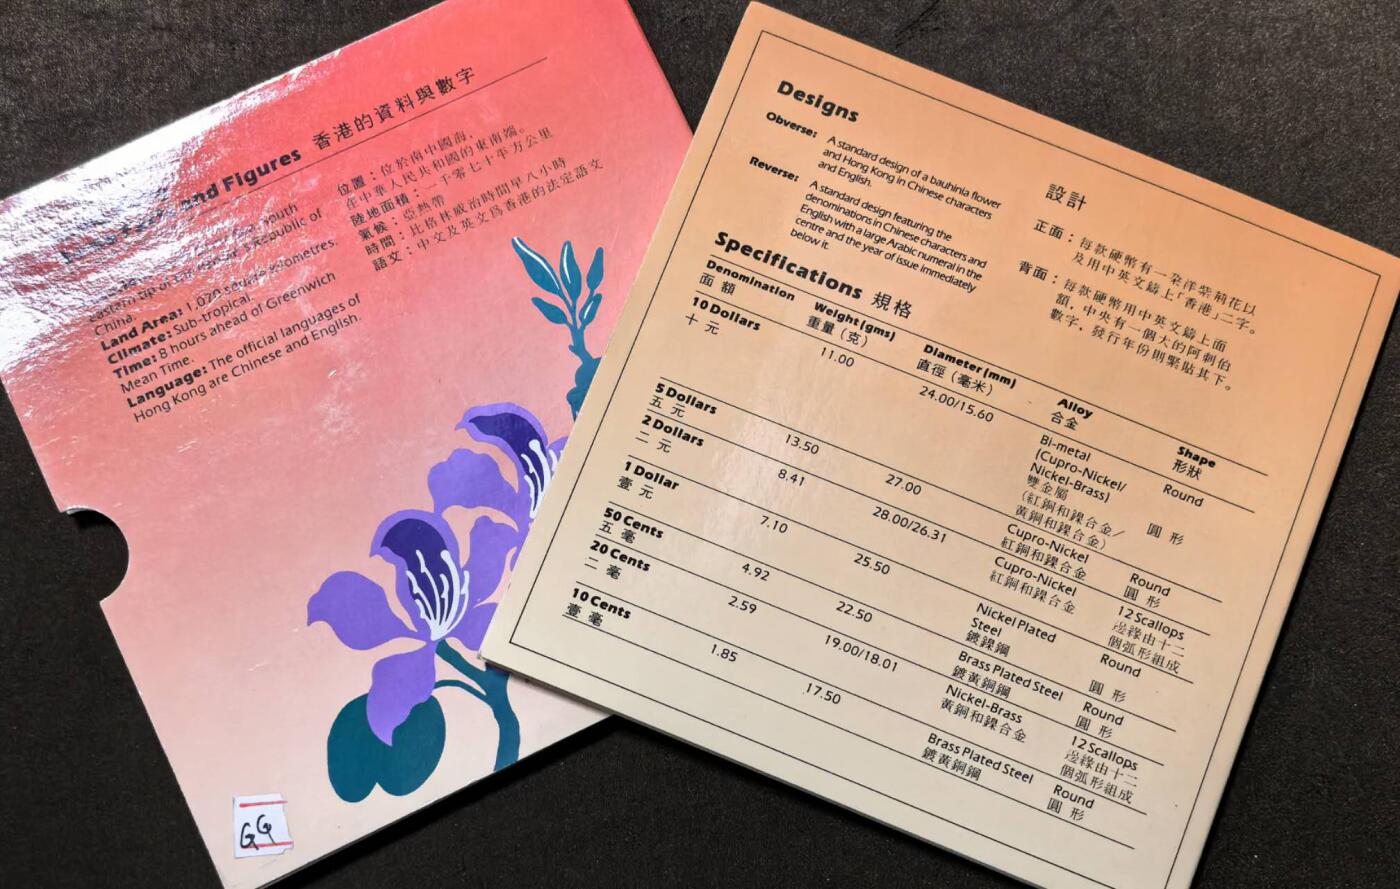 and Figures 香港的資料與數字
South
Republic of
China.
Land Area: 1,070 square kilometres.
Climate: Sub-tropical.
Time: 8 hours ahead of Greenwich
Mean Time.
Language: The official languages of
Hong Kong are Chinese and English.
位置：位於南中國海，
在中華人民共和國的東南端。
陸地面積：一千零七十平方公里
氣候：亞熱帶
時間：比格林威治時間早八小時
語文：中文及英文爲香港的法定語文
GG
Designs
Obverse: A standard design of a bauhinia flower
and Hong Kong in Chinese characters
and English.
Reverse: A standard design featuring the
denominations in Chinese characters and
English with a large Arabic numeral in the
centre and the year of issue immediately
below it.
設計
正面：每款硬幣有一朶洋紫荊花以
及用中英文鑄上「香港」二字。
背面：每款硬幣用中英文鑄上面
額，中央有一個大的阿剌伯
數字，發行年份則緊貼其下。
Specifications 規格
Denomination Weight (gms) Diameter (mm) Alloy Shape
面額 重量（克） 直徑（毫米） 合金 形狀
10 Dollars 11.00 24.00/15.60 Bi-metal Round
十元 (Cupro-Nickel/ 圓形
Nickel-Brass)
雙金屬
（紅銅和鎳合金／
黃銅和鎳合金）
5 Dollars 13.50 27.00 Cupro-Nickel Round
五元 紅銅和鎳合金 圓形
2 Dollars 8.41 28.00/26.31 Cupro-Nickel 12 Scallops
二元 紅銅和鎳合金 邊緣由十二
個弧形組成
1 Dollar 7.10 25.50 Nickel Plated Round
壹元 Steel 圓形
鍍鎳鋼
50 Cents 4.92 22.50 Brass Plated Steel Round
五毫 鍍黃銅鋼 圓形
20 Cents 2.59 19.00/18.01 Nickel-Brass 12 Scallops
二毫 黃銅和鎳合金 邊緣由十二
個弧形組成
10 Cents 1.85 17.50 Brass Plated Steel Round
壹毫 鍍黃銅鋼 圓形